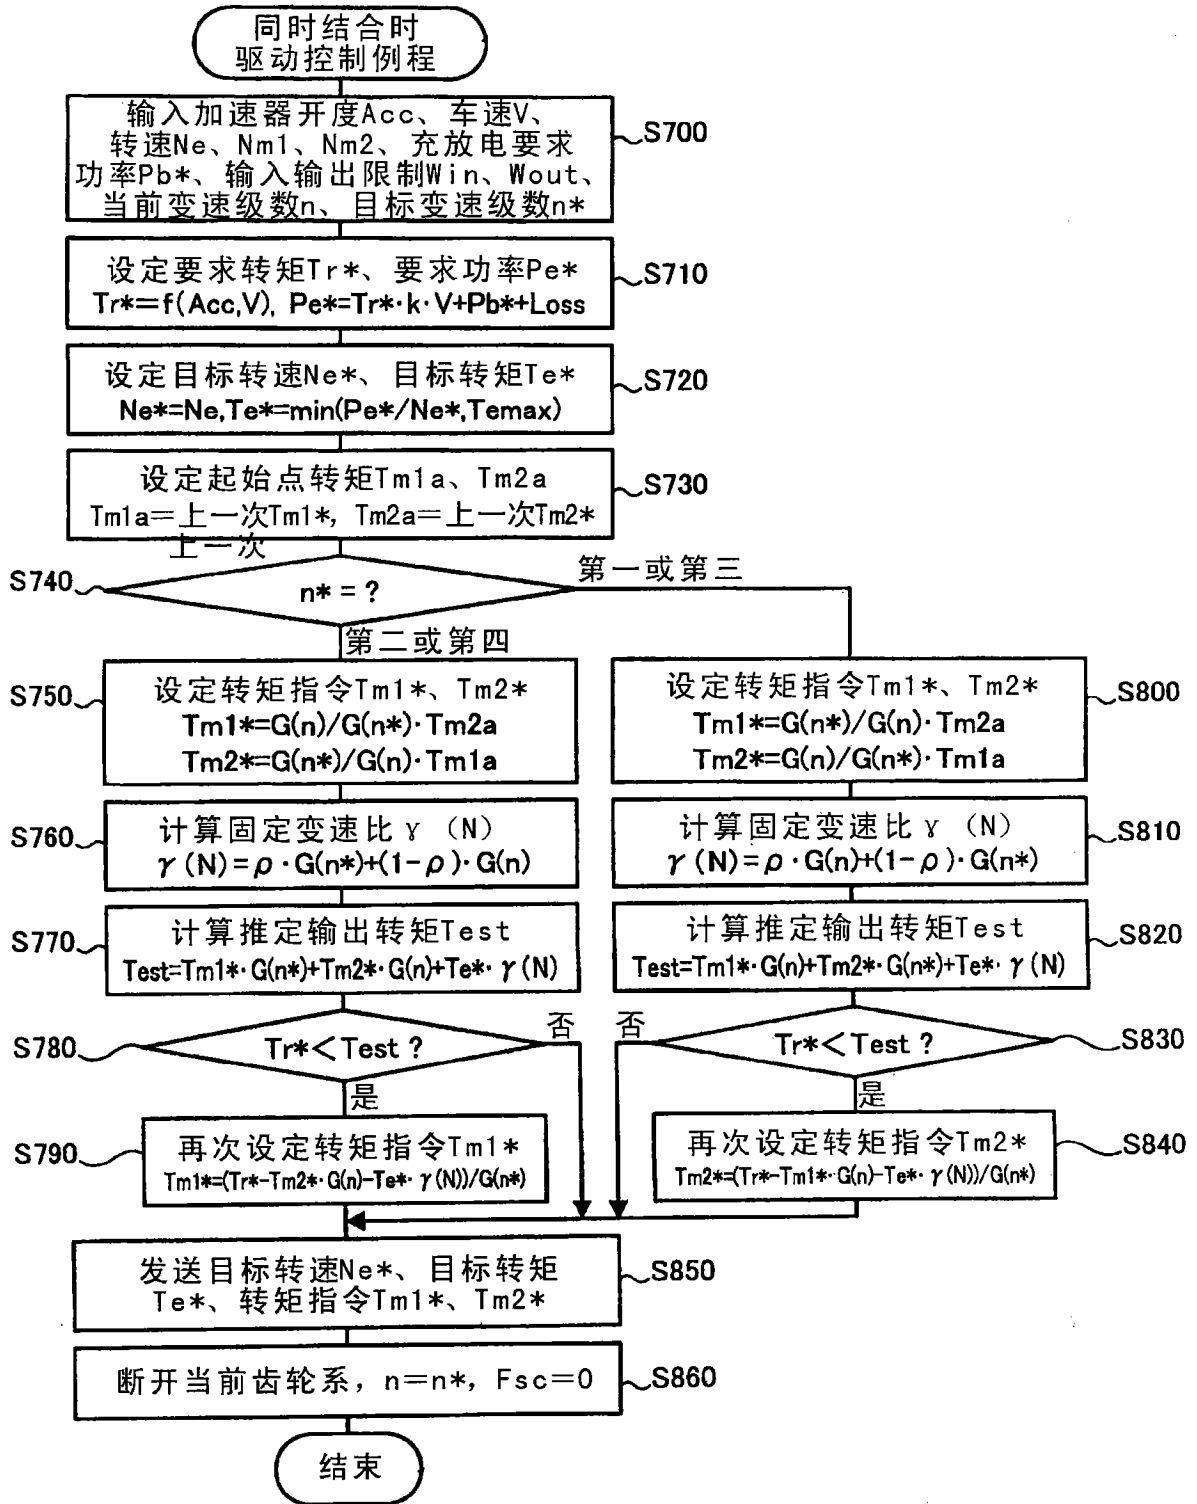 同时结合时
驱动控制例程
输入加速器开度Acc、车速V、
转速Ne、Nm1、Nm2、充放电要求
功率Pb*、输入输出限制Win、Wout、
当前变速级数n、目标变速级数n*
S700
设定要求转矩Tr*、要求功率Pe*
Tr*=f(Acc,V), Pe*=Tr*·k·V+Pb*+Loss
S710
设定目标转速Ne*、目标转矩Te*
Ne*=Ne,Te*=min(Pe*/Ne*,Temax)
S720
设定起始点转矩Tm1a、Tm2a
Tm1a=上一次Tm1*, Tm2a=上一次Tm2*
上一次
S730
S740
n* = ?
第一或第三
第二或第四
S750
设定转矩指令Tm1*、Tm2*
Tm1*=G(n)/G(n*)·Tm2a
Tm2*=G(n*)/G(n)·Tm1a
设定转矩指令Tm1*、Tm2*
Tm1*=G(n*)/G(n)·Tm2a
Tm2*=G(n)/G(n*)·Tm1a
S800
S760
计算固定变速比γ (N)
γ(N)=ρ·G(n*)+(1-ρ)·G(n)
计算固定变速比γ (N)
γ(N)=ρ·G(n)+(1-ρ)·G(n*)
S810
S770
计算推定输出转矩Test
Test=Tm1*·G(n*)+Tm2*·G(n)+Te*·γ(N)
计算推定输出转矩Test
Test=Tm1*·G(n)+Tm2*·G(n*)+Te*·γ(N)
S820
S780
Tr*<Test ?
否
是
否
Tr*<Test ?
是
S830
S790
再次设定转矩指令Tm1*
Tm1*=(Tr*-Tm2*·G(n)-Te*·γ(N))/G(n*)
再次设定转矩指令Tm2*
Tm2*=(Tr*-Tm1*·G(n)-Te*·γ(N))/G(n*)
S840
发送目标转速Ne*、目标转矩
Te*、转矩指令Tm1*、Tm2*
S850
断开当前齿轮系, n=n*, Fsc=0
S860
结束